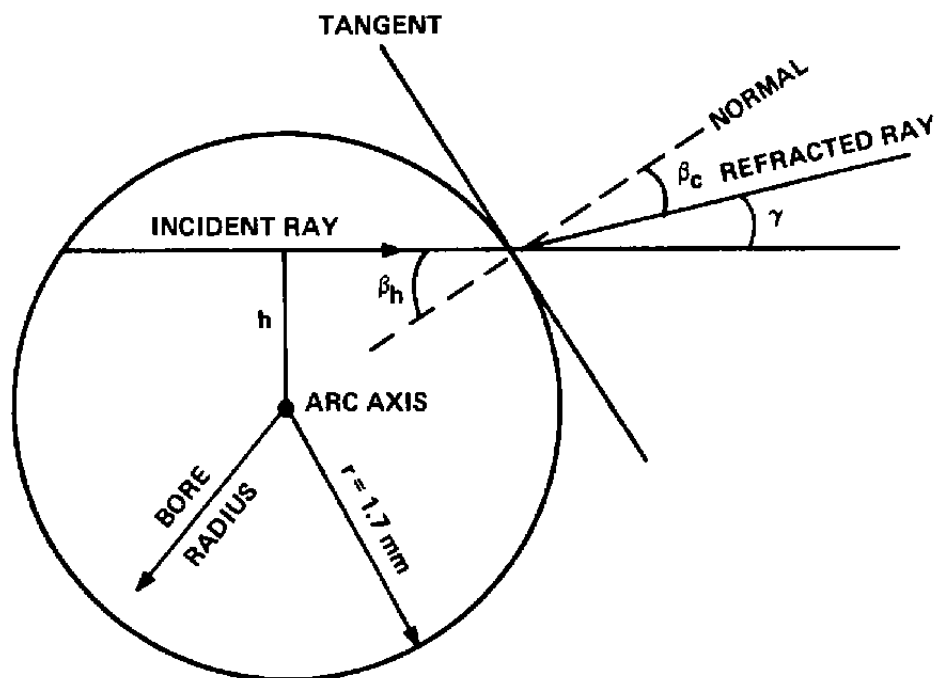 TANGENT
NORMAL
βc REFRACTED RAY
γ
INCIDENT RAY
βh
h
ARC AXIS
BORE
RADIUS
r = 1.7 mm